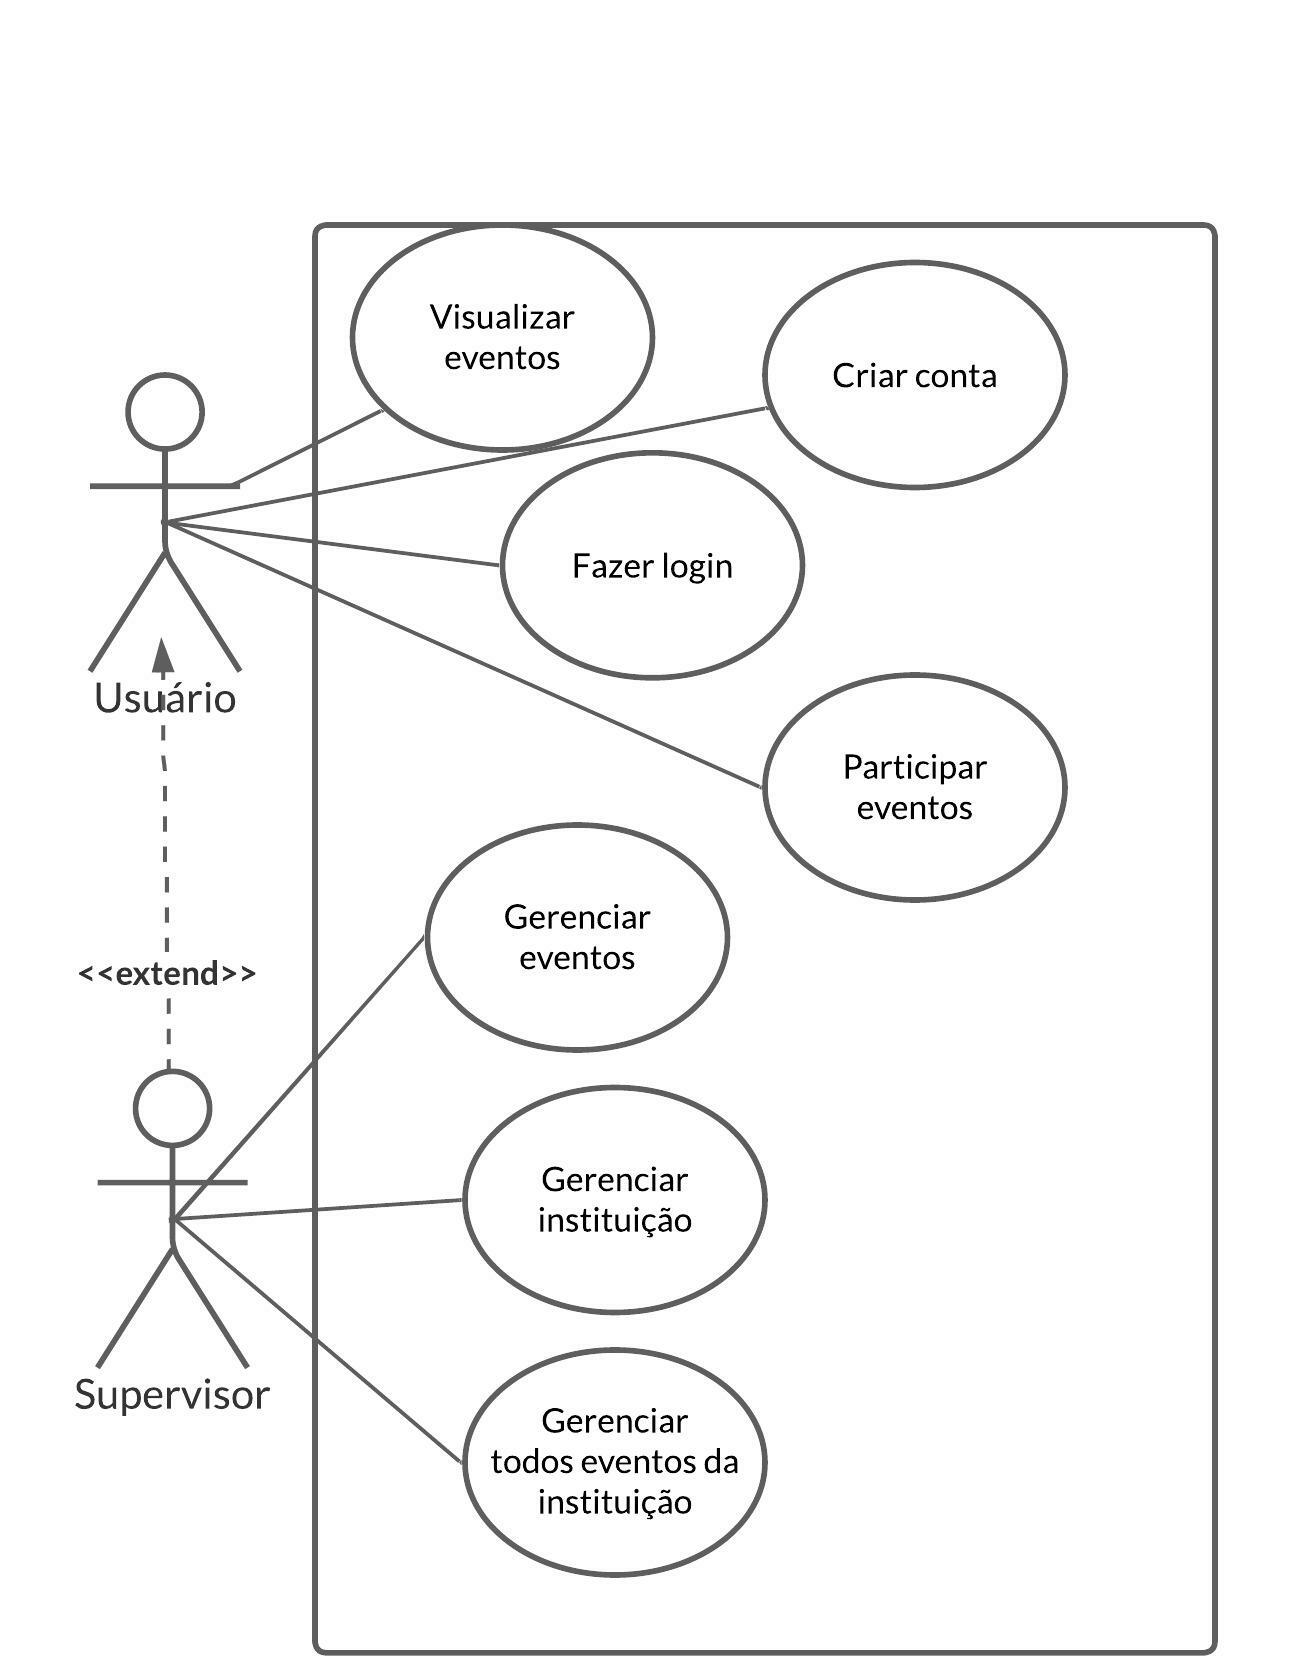 Visualizar
eventos
Criar conta
Fazer login
Usuário
Participar
eventos
Gerenciar
eventos
<<extend>>
Gerenciar
instituição
Supervisor
Gerenciar
todos eventos da
instituição